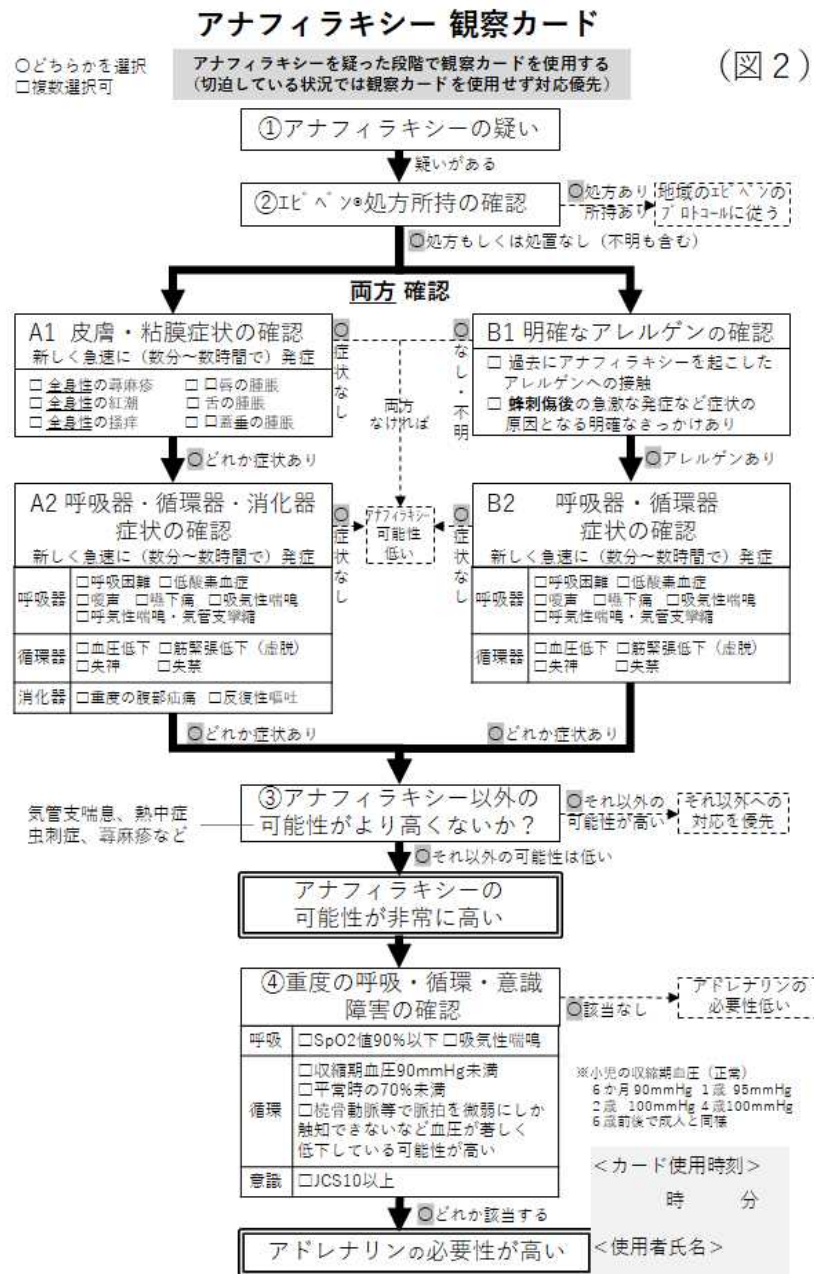 アナフィラキシー 観察カード
○どちらかを選択
□複数選択可
アナフィラキシーを疑った段階で観察カードを使用する
(切迫している状況では観察カードを使用せず対応優先)
(図2)
①アナフィラキシーの疑い
疑いがある
②エピペン®処方所持の確認
○処方あり
所持あり
地域のエピペンの
プロトコールに従う
○処方もしくは処置なし（不明も含む）
両方 確認
A1 皮膚・粘膜症状の確認
新しく急速に（数分～数時間で）発症
□ 全身性の蕁麻疹 □ 口唇の腫脹
□ 全身性の紅潮 □ 舌の腫脹
□ 全身性の掻痒 □ 口蓋垂の腫脹
○症状なし
両方
なければ
○なし・不明
B1 明確なアレルゲンの確認
□ 過去にアナフィラキシーを起こした
アレルゲンへの接触
□ 蜂刺傷後の急激な発症など症状の
原因となる明確なきっかけあり
○どれか症状あり
○アレルゲンあり
A2 呼吸器・循環器・消化器
症状の確認
新しく急速に（数分～数時間で）発症
呼吸器 □呼吸困難 □低酸素血症
□嗄声 □嚥下痛 □吸気性喘鳴
□呼気性喘鳴・気管支攣縮
循環器 □血圧低下 □筋緊張低下（虚脱）
□失神 □失禁
消化器 □重度の腹部疝痛 □反復性嘔吐
○症状なし
アナフィラキシー
可能性
低い
○症状なし
B2 呼吸器・循環器
症状の確認
新しく急速に（数分～数時間で）発症
呼吸器 □呼吸困難 □低酸素血症
□嗄声 □嚥下痛 □吸気性喘鳴
□呼気性喘鳴・気管支攣縮
循環器 □血圧低下 □筋緊張低下（虚脱）
□失神 □失禁
○どれか症状あり
○どれか症状あり
気管支喘息、熱中症
虫刺症、蕁麻疹など
③アナフィラキシー以外の
可能性がより高くないか？
○それ以外の
可能性が高い
それ以外への
対応を優先
○それ以外の可能性は低い
アナフィラキシーの
可能性が非常に高い
④重度の呼吸・循環・意識
障害の確認
○該当なし
アドレナリンの
必要性低い
呼吸 □SpO2値90%以下 □吸気性喘鳴
循環 □収縮期血圧90mmHg未満
□平常時の70%未満
□橈骨動脈等で脈拍を微弱にしか
触知できないなど血圧が著しく
低下している可能性が高い
意識 □JCS10以上
※小児の収縮期血圧（正常）
6か月90mmHg 1歳 95mmHg
2歳 100mmHg 4歳100mmHg
6歳前後で成人と同様
○どれか該当する
アドレナリンの必要性が高い
＜カード使用時刻＞
時 分
＜使用者氏名＞